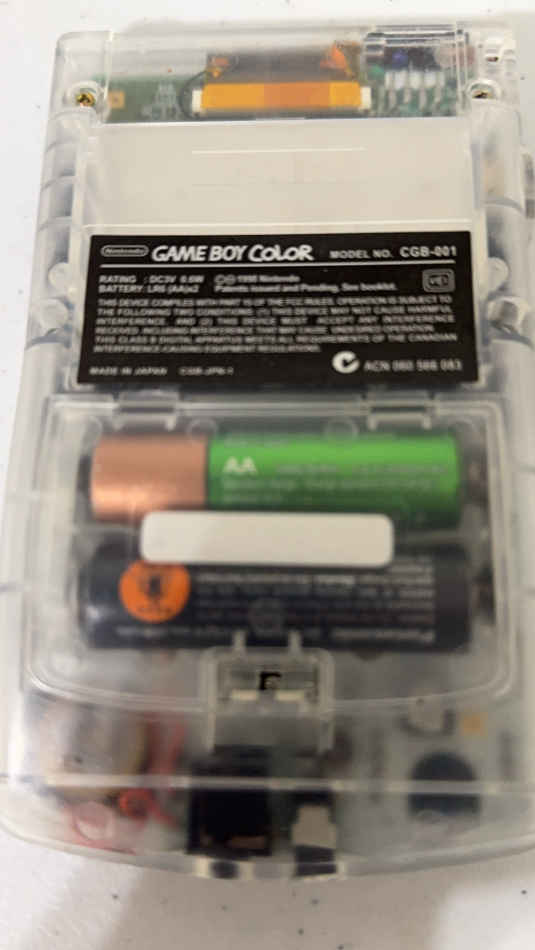 Nintendo GAME BOY COLOR MODEL NO. CGB-001
RATING : DC3V 0.6W ©® 1998 Nintendo
BATTERY: LR6 (AA)x2 Patents issued and Pending, See booklet.
THIS DEVICE COMPLIES WITH PART 15 OF THE FCC RULES. OPERATION IS SUBJECT TO
THE FOLLOWING TWO CONDITIONS: (1) THIS DEVICE MAY NOT CAUSE HARMFUL
INTERFERENCE, AND (2) THIS DEVICE MUST ACCEPT ANY INTERFERENCE
RECEIVED, INCLUDING INTERFERENCE THAT MAY CAUSE UNDESIRED OPERATION.
THIS CLASS B DIGITAL APPARATUS MEETS ALL REQUIREMENTS OF THE CANADIAN
INTERFERENCE-CAUSING EQUIPMENT REGULATIONS.
MADE IN JAPAN CGB-JPN-1 ACN 060 566 083
AA